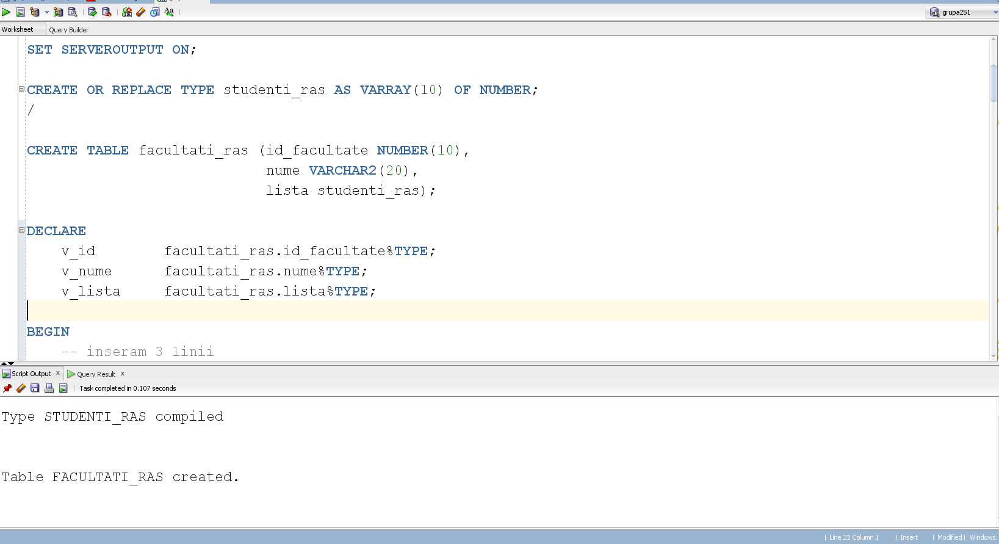 grupa251
Worksheet Query Builder
SET SERVEROUTPUT ON;
CREATE OR REPLACE TYPE studenti_ras AS VARRAY(10) OF NUMBER;
/
CREATE TABLE facultati_ras (id_facultate NUMBER(10),
nume VARCHAR2(20),
lista studenti_ras);
DECLARE
v_id facultati_ras.id_facultate%TYPE;
v_nume facultati_ras.nume%TYPE;
v_lista facultati_ras.lista%TYPE;
BEGIN
-- inseram 3 linii
Script Output x Query Result x
Task completed in 0.107 seconds
Type STUDENTI_RAS compiled
Table FACULTATI_RAS created.
| Line 23 Column 1 | Insert | Modified | Windows: